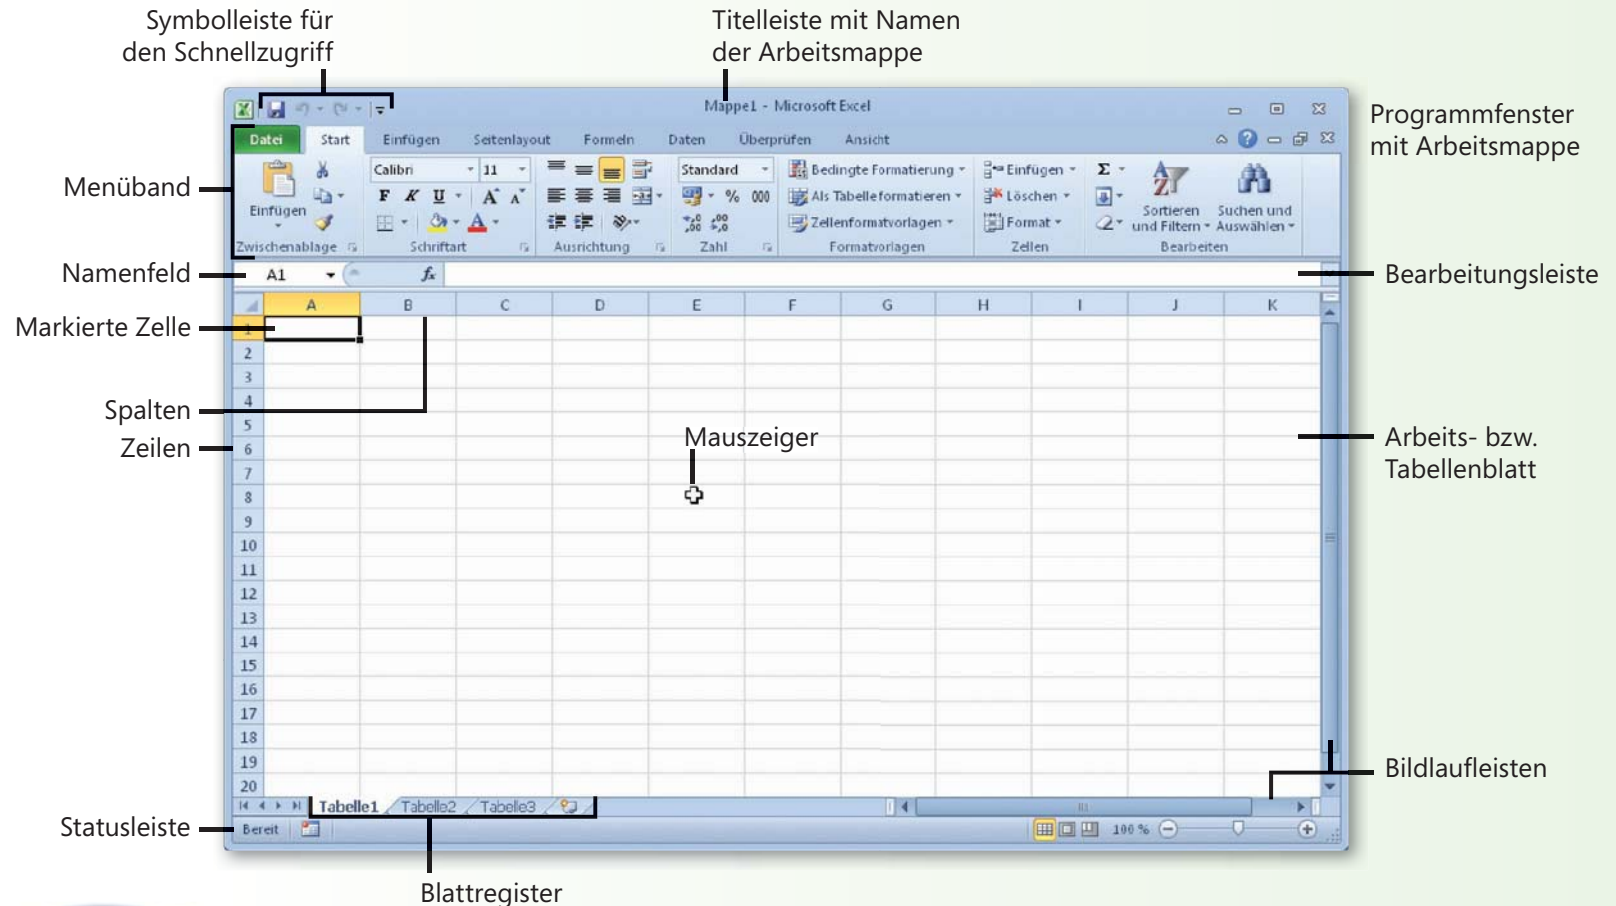 Symbolleiste für
den Schnellzugriff
Titelleiste mit Namen
der Arbeitsmappe
Mappe1 - Microsoft Excel
Programmfenster
mit Arbeitsmappe
Datei Start Einfügen Seitenlayout Formeln Daten Überprüfen Ansicht
Menüband
Einfügen
Zwischenablage
Calibri 11
F K U A A
A
Schriftart
Ausrichtung
Standard
% 000
Zahl
Bedingte Formatierung
Als Tabelle formatieren
Zellenformatvorlagen
Formatvorlagen
Einfügen
Löschen
Format
Zellen
Σ
Sortieren
und Filtern
Suchen und
Auswählen
Bearbeiten
Namenfeld
A1
fx
Bearbeitungsleiste
A B C D E F G H I J K
Markierte Zelle
1
2
3
4
Spalten
5
Zeilen
6
Mauszeiger
Arbeits- bzw.
Tabellenblatt
7
8
9
10
11
12
13
14
15
16
17
18
19
20
Bildlaufleisten
Tabelle1 Tabelle2 Tabelle3
Statusleiste
Bereit
100 %
Blattregister